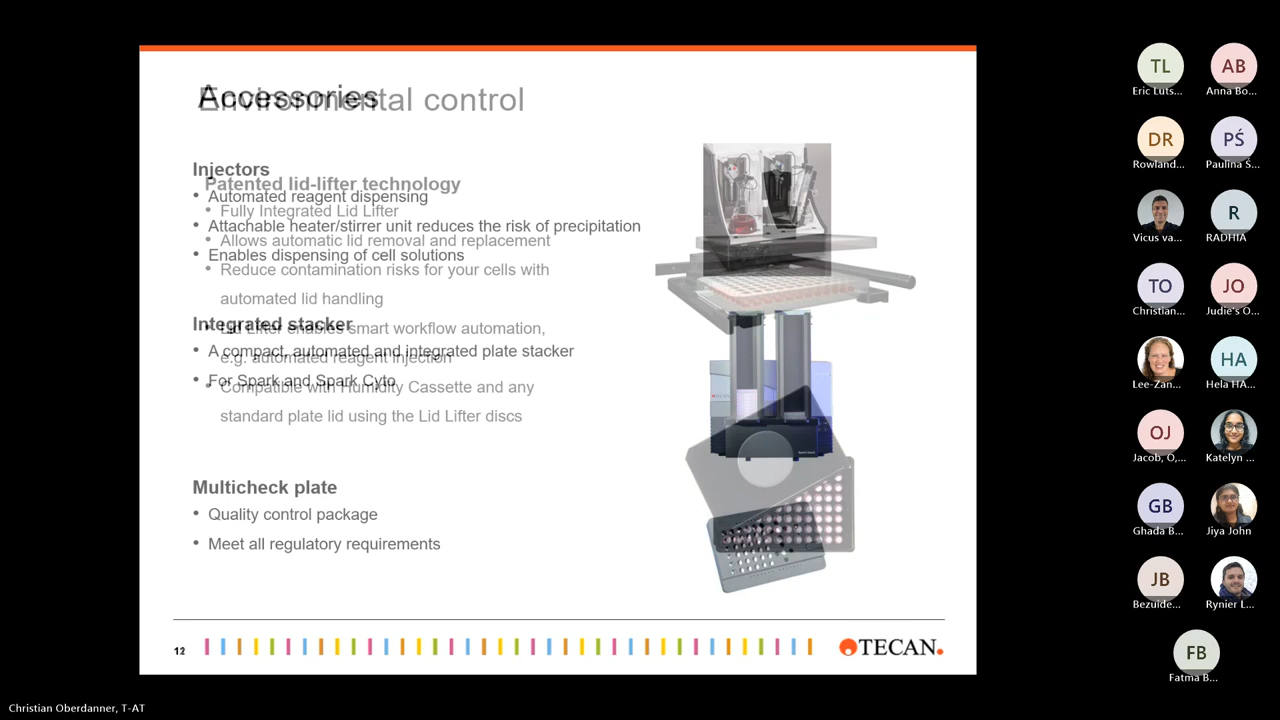 Accessories
Environmental control
Injectors
Patented lid-lifter technology
• Automated reagent dispensing
• Fully Integrated Lid Lifter
• Attachable heater/stirrer unit reduces the risk of precipitation
• Allows automatic lid removal and replacement
• Enables dispensing of cell solutions
• Reduce contamination risks for your cells with
automated lid handling
Integrated stacker
• Lid Lifter enables smart workflow automation,
• A compact, automated and integrated plate stacker
e.g. automated reagent injection
• For Spark and Spark Cyto
• Compatible with Humidity Cassette and any
standard plate lid using the Lid Lifter discs
Multicheck plate
• Quality control package
• Meet all regulatory requirements
12
TECAN.
TL
Eric Luts...
AB
Anna Bo...
DR
Rowland...
PŚ
Paulina S...
Vicus va...
R
RADHIA
TO
Christian...
JO
Judie's O...
Lee-Zan...
HA
Hela HA...
OJ
Jacob, O,...
Katelyn ...
GB
Ghada B...
Jiya John
JB
Bezuide...
Rynier L...
FB
Fatma B...
Christian Oberdanner, T-AT